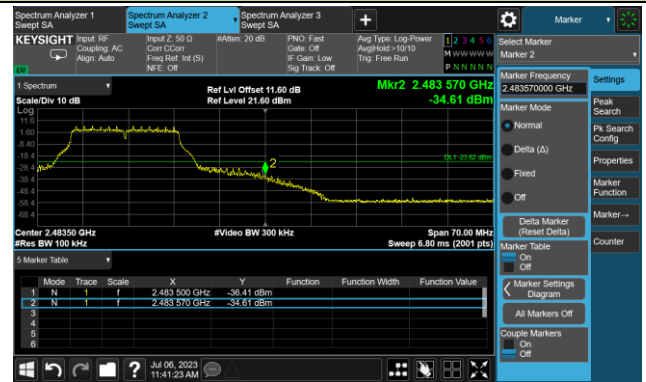 Spectrum Analyzer 1
Swept SA
Spectrum Analyzer 2
Swept SA
Spectrum Analyzer 3
Swept SA
+
Marker
KEYSIGHT
Input: RF
Coupling: AC
Align: Auto
Input Z: 50 Ω
Corr CCorr
Freq Ref: Int (S)
NFE: Off
#Atten: 20 dB
PNO: Fast
Gate: Off
IF Gain: Low
Sig Track: Off
Avg Type: Log-Power
Avg|Hold:>10/10
Trig: Free Run
1 2 3 4 5 6
M W W W W W
P N N N N N
LXI
1 Spectrum
Scale/Div 10 dB
Ref Lvl Offset 11.60 dB
Ref Level 21.60 dBm
Mkr2 2.483 570 GHz
-34.61 dBm
Log
11.6
1.60
-8.40
-18.4
-28.4
-38.4
-48.4
-58.4
-68.4
DL1 -23.62 dBm
2
Center 2.48350 GHz
#Res BW 100 kHz
#Video BW 300 kHz
Span 70.00 MHz
Sweep 6.80 ms (2001 pts)
5 Marker Table
Mode Trace Scale X Y Function Function Width Function Value
1 N 1 f 2.483 500 GHz -36.41 dBm
2 N 1 f 2.483 570 GHz -34.61 dBm
3
4
5
6
Select Marker
Marker 2
Marker Frequency
2.483570000 GHz
Marker Mode
Normal
Delta (Δ)
Fixed
Off
Delta Marker
(Reset Delta)
Marker Table
On
Off
Marker Settings
Diagram
All Markers Off
Couple Markers
On
Off
Settings
Peak
Search
Pk Search
Config
Properties
Marker
Function
Marker→
Counter
?
Jul 06, 2023
11:41:23 AM